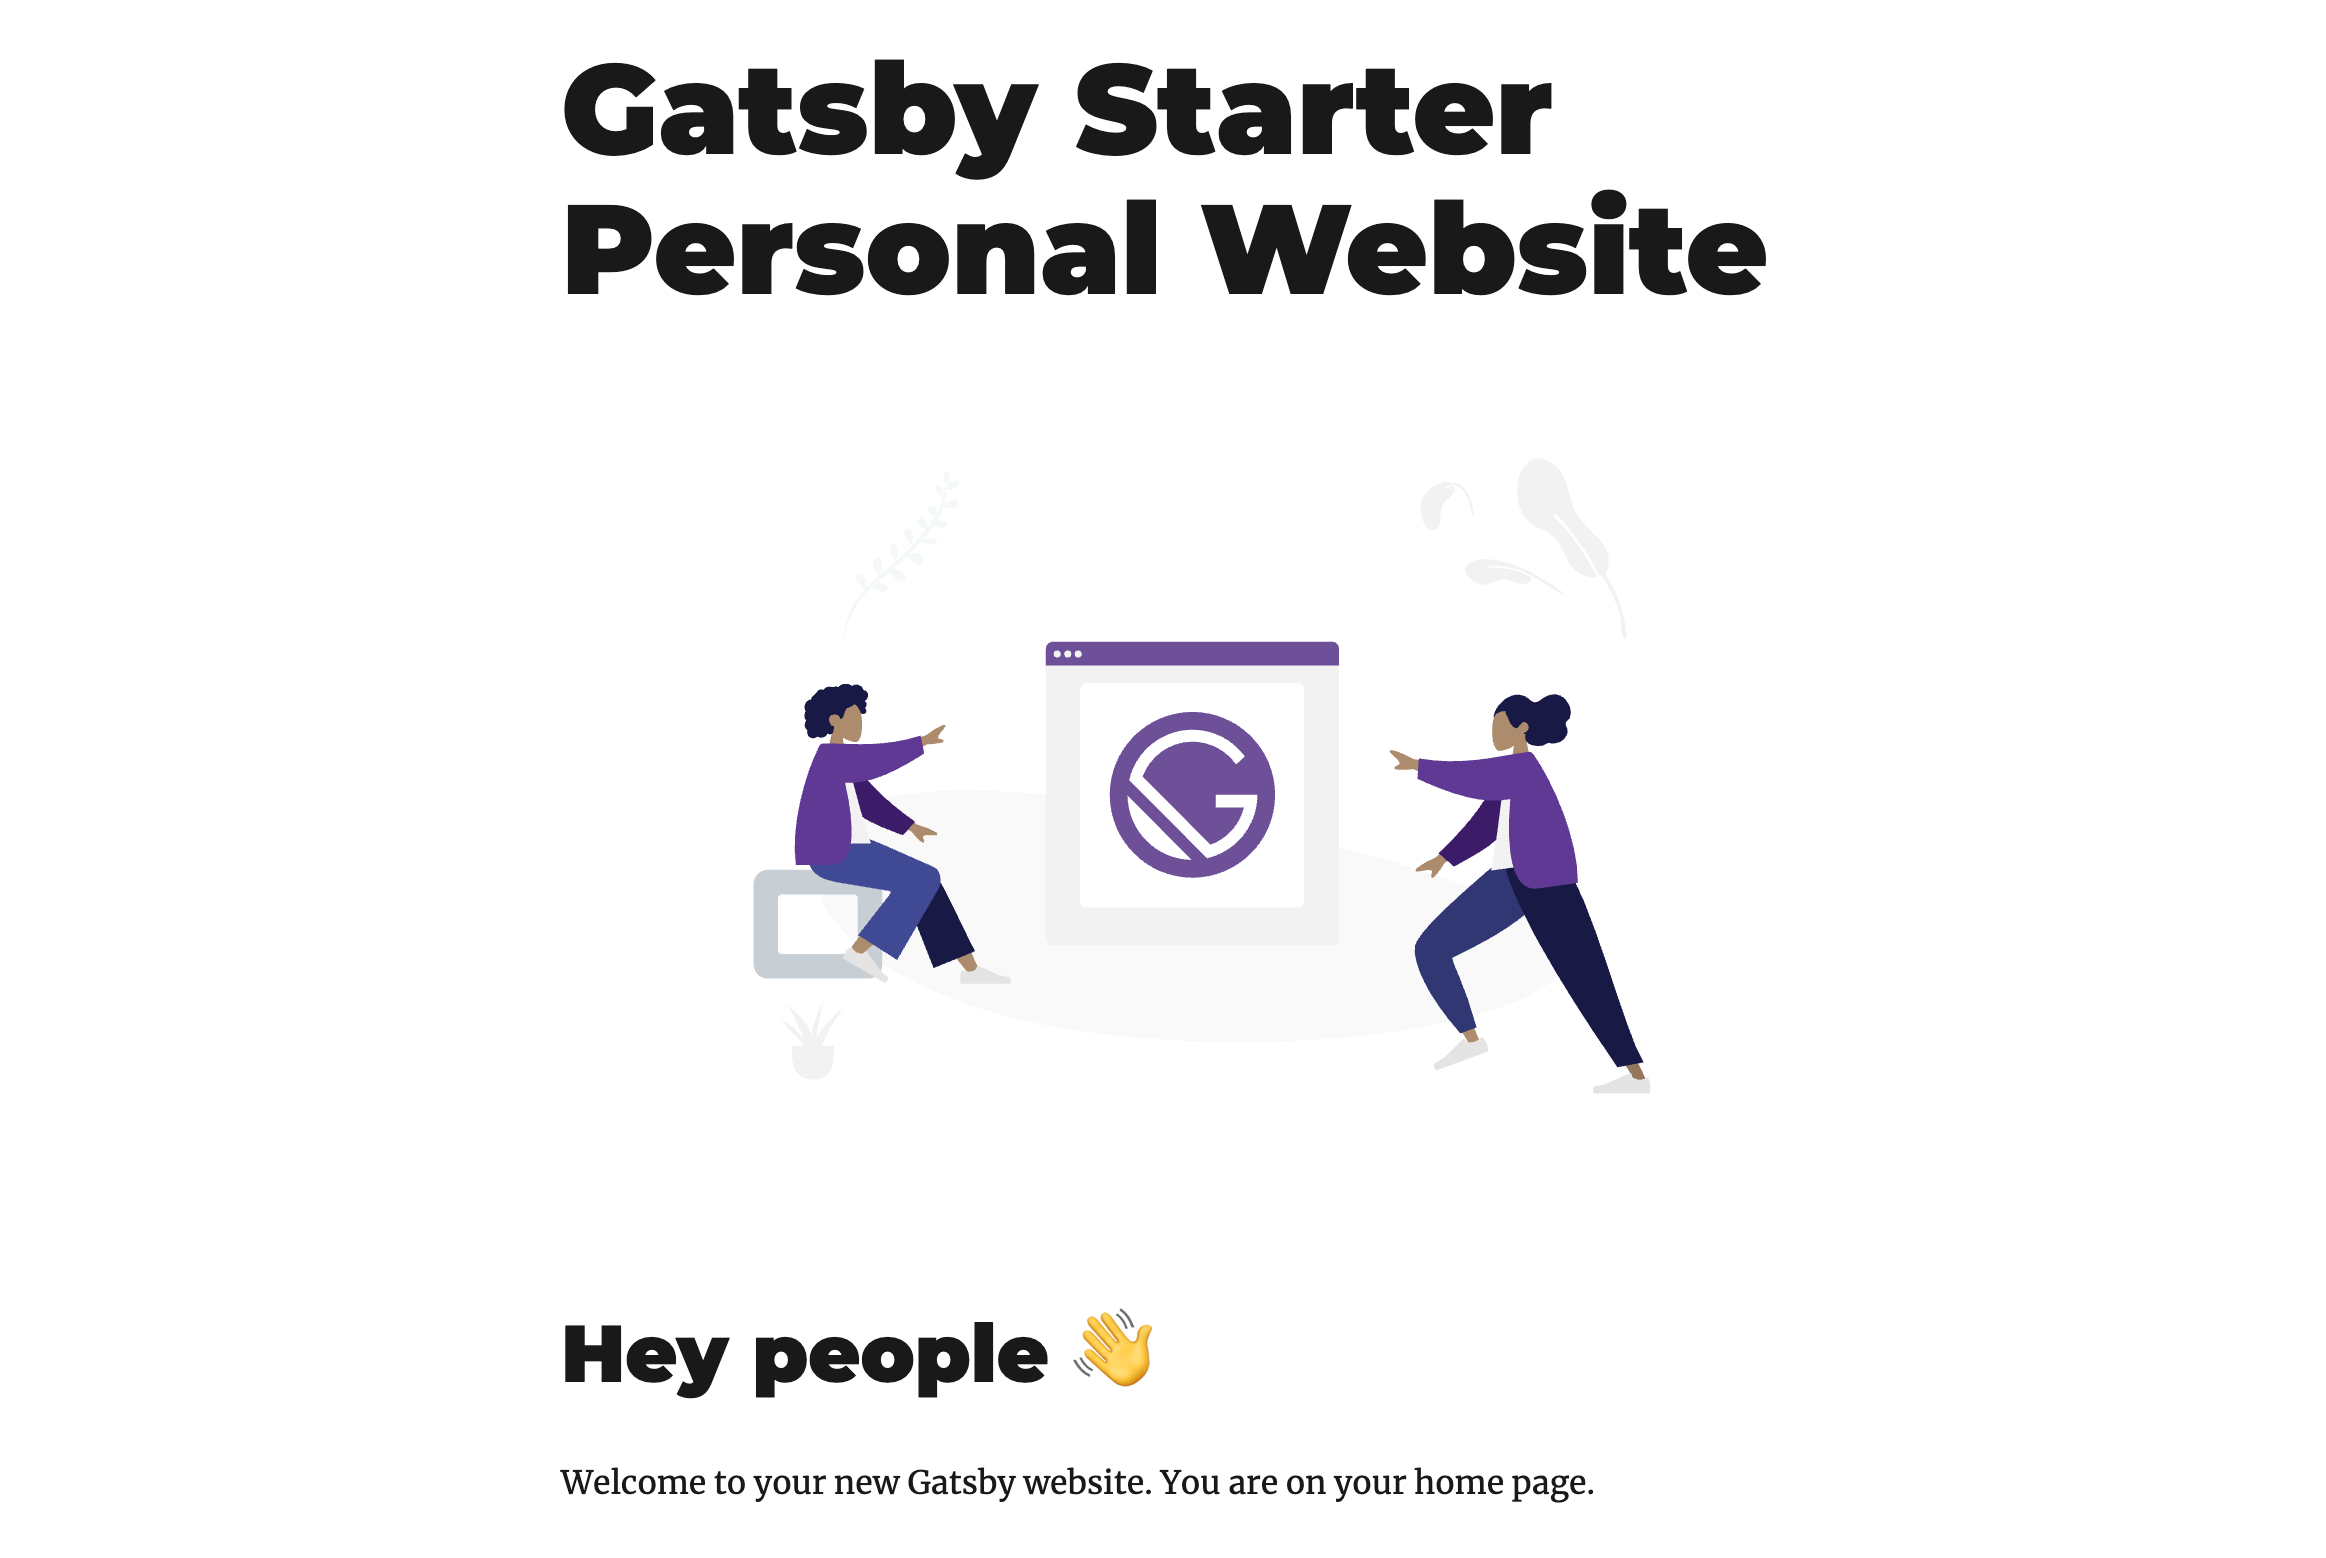 Gatsby Starter
Personal Website
Hey people 👋
Welcome to your new Gatsby website. You are on your home page.